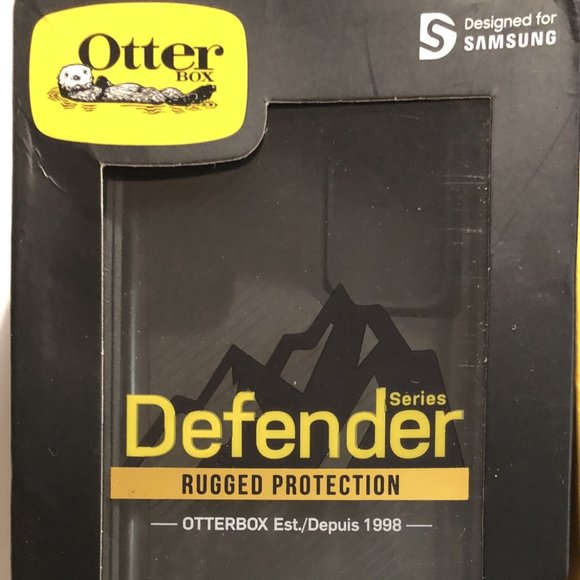 Otter
BOX
Designed for
SAMSUNG
Series
Defender
RUGGED PROTECTION
OTTERBOX Est./Depuis 1998